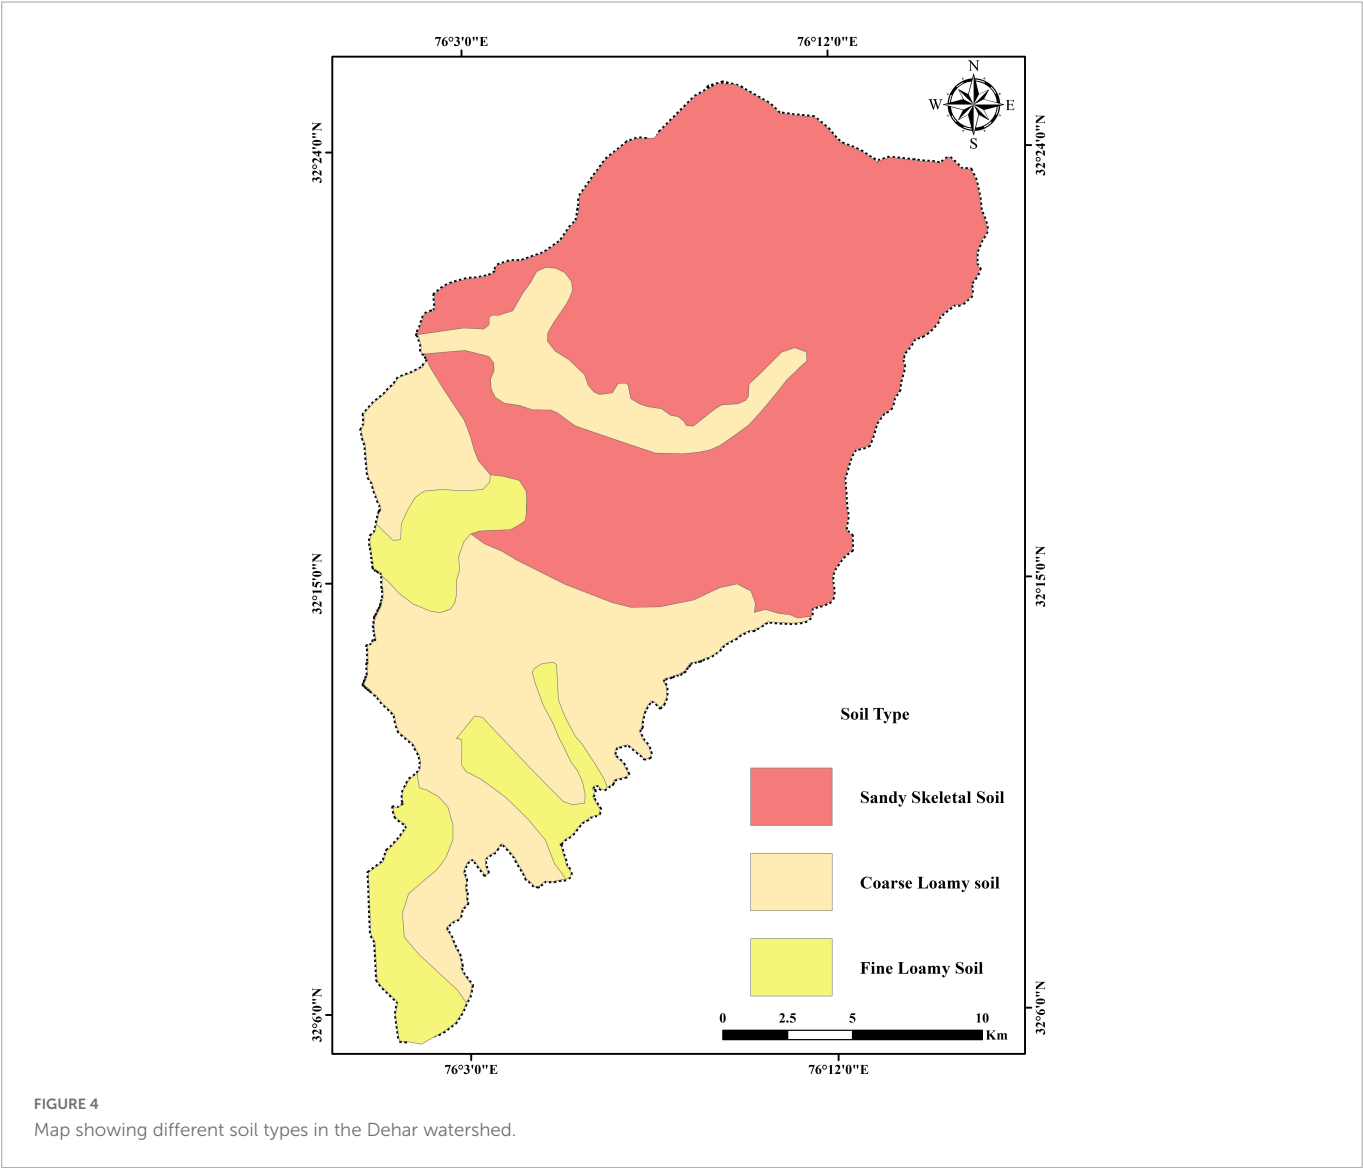 76°3'0"E
76°12'0"E
N
W
E
S
32°24'0"N
32°24'0"N
32°15'0"N
32°15'0"N
Soil Type
Sandy Skeletal Soil
Coarse Loamy soil
Fine Loamy Soil
32°6'0"N
32°6'0"N
0 2.5 5 10
Km
76°3'0"E
76°12'0"E
FIGURE 4
Map showing different soil types in the Dehar watershed.